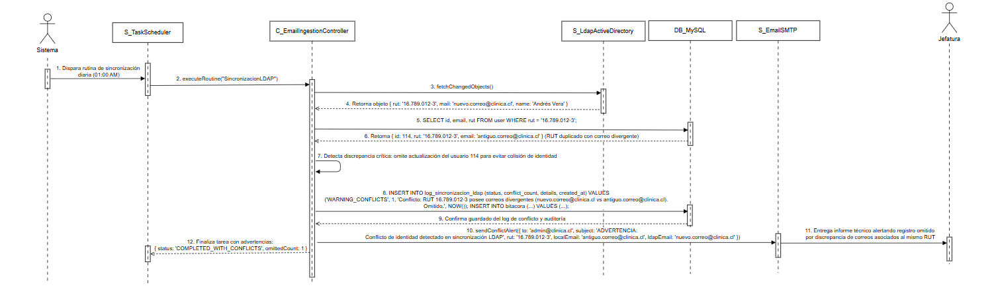 Sistema
S_TaskScheduler
C_EmailIngestionController
S_LdapActiveDirectory
DB_MySQL
S_EmailSMTP
Jefatura
1. Dispara rutina de sincronización
diaria (01:00 AM)
2. executeRoutine("SincronizacionLDAP")
3. fetchChangedObjects()
4. Retorna objeto { rut: '16.789.012-3', mail: 'nuevo.correo@clinica.cl', name: 'Andrés Vera' }
5. SELECT id, email, rut FROM user WHERE rut = '16.789.012-3';
6. Retorna { id: 114, rut: '16.789.012-3', email: 'antiguo.correo@clinica.cl' } (RUT duplicado con correo divergente)
7. Detecta discrepancia crítica: omite actualización del usuario 114 para evitar colisión de identidad
8. INSERT INTO log_sincronizacion_ldap (status, conflict_count, details, created_at) VALUES
('WARNING_CONFLICTS', 1, 'Conflicto: RUT 16.789.012-3 posee correos divergentes (nuevo.correo@clinica.cl vs antiguo.correo@clinica.cl).
Omitido.', NOW()); INSERT INTO bitacora (...) VALUES (...);
9. Confirma guardado del log de conflicto y auditoría
10. sendConflictAlert({ to: 'admin@clinica.cl', subject: 'ADVERTENCIA:
Conflicto de identidad detectado en sincronización LDAP', rut: '16.789.012-3', localEmail: 'antiguo.correo@clinica.cl', ldapEmail: 'nuevo.correo@clinica.cl' })
11. Entrega informe técnico alertando registro omitido
por discrepancia de correos asociados al mismo RUT
12. Finaliza tarea con advertencias:
{ status: 'COMPLETED_WITH_CONFLICTS', omittedCount: 1 }